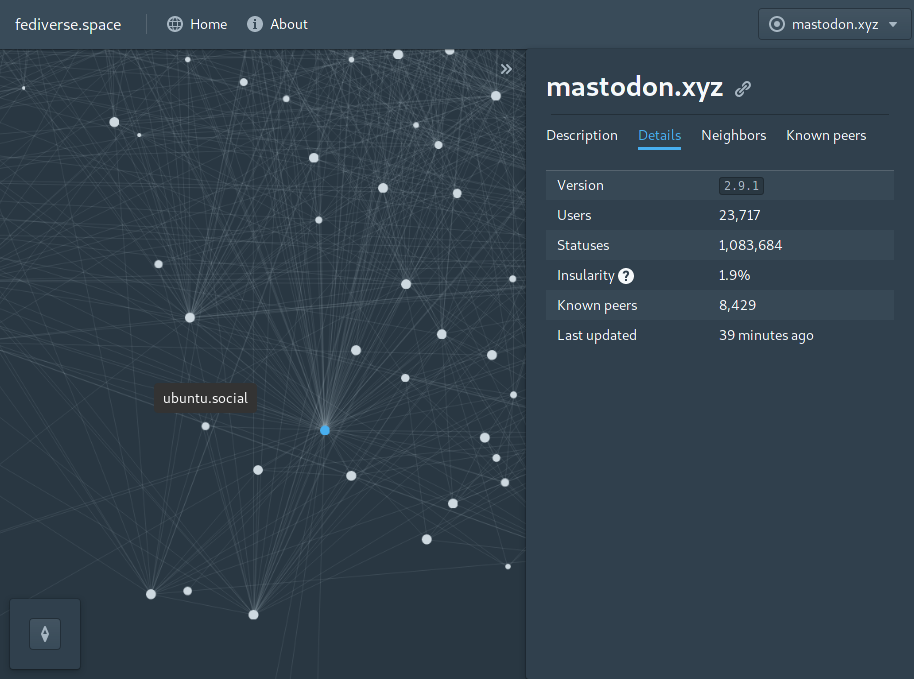 fediverse.space
Home
About
mastodon.xyz
mastodon.xyz
Description
Details
Neighbors
Known peers
Version 2.9.1
Users 23,717
Statuses 1,083,684
Insularity ? 1.9%
Known peers 8,429
Last updated 39 minutes ago
ubuntu.social